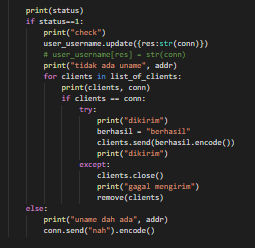 print(status)
if status==1:
print("check")
user_username.update({res:str(conn)})
# user_username[res] = str(conn)
print("tidak ada uname", addr)
for clients in list_of_clients:
print(clients, conn)
if clients == conn:
try:
print("dikirim")
berhasil = "berhasil"
clients.send(berhasil.encode())
print("dikirim")
except:
clients.close()
print("gagal mengirim")
remove(clients)
else:
print("uname dah ada", addr)
conn.send("nah").encode()